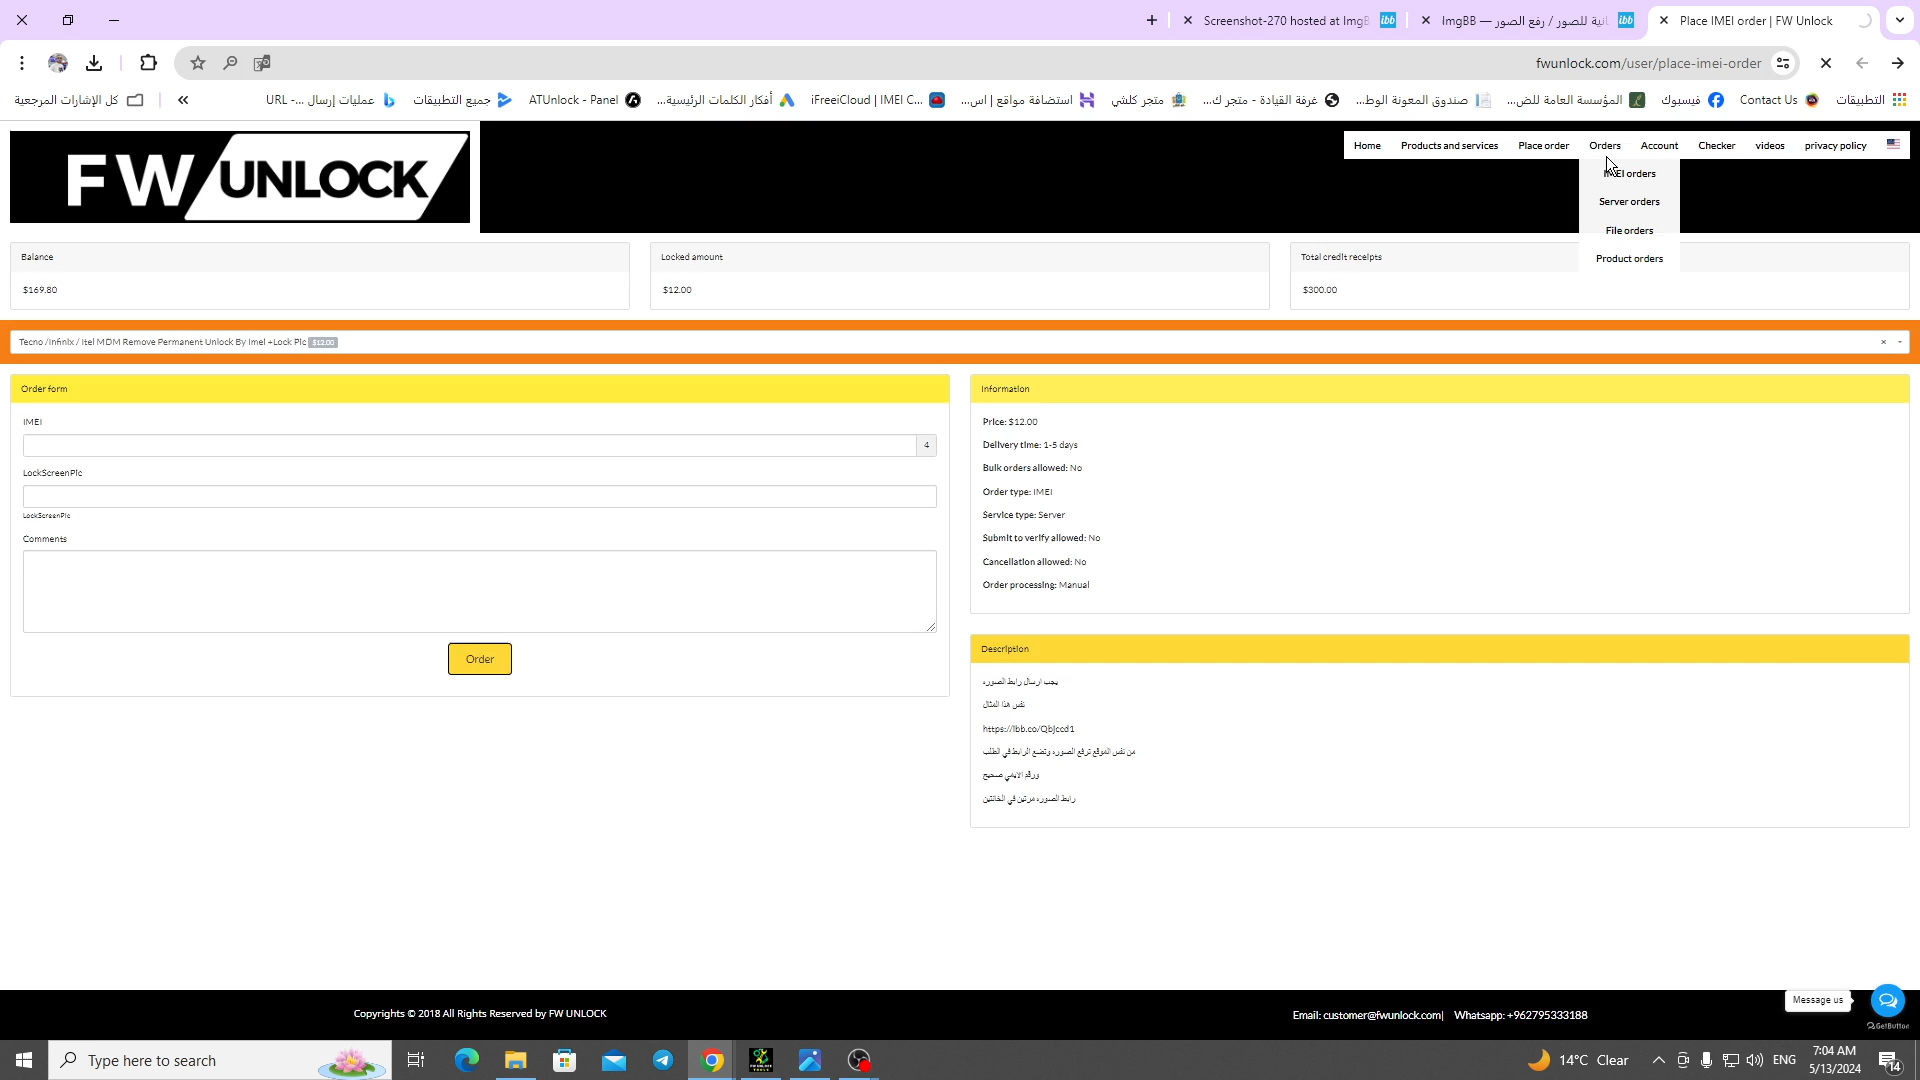 Screenshot-270 hosted at ImgB
ImgBB — انية للصور / رفع الصور
Place IMEI order | FW Unlock
fwunlock.com/user/place-imei-order
كل الإشارات المرجعية
عمليات إرسال ...- URL
جميع التطبيقات
ATUnlock - Panel
أفكار الكلمات الرئيسية...
iFreeiCloud | IMEI C...
استضافة مواقع | اس...
متجر كلشي
غرفة القيادة - متجر ك...
صندوق المعونة الوط...
المؤسسة العامة للض...
فيسبوك
Contact Us
التطبيقات
FW UNLOCK
Home Products and services Place order Orders Account Checker videos privacy policy
IMEI orders
Server orders
File orders
Product orders
Balance
$169.80
Locked amount
$12.00
Total credit receipts
$300.00
Tecno /Infinix / Itel MDM Remove Permanent Unlock By Imei +Lock Pic $12.00
Order form
IMEI
4
LockScreenPic
LockScreenPic
Comments
Order
Information
Price: $12.00
Delivery time: 1-5 days
Bulk orders allowed: No
Order type: IMEI
Service type: Server
Submit to verify allowed: No
Cancellation allowed: No
Order processing: Manual
Description
يجب ارسال رابط الصوره
نفس هذا المثال
https://ibb.co/Qbjccd1
من نفس الموقع ترفع الصوره وتضع الرابط في الطلب
ورقم الايمي صحيح
رابط الصوره مرتين في الخانتين
Copyrights © 2018 All Rights Reserved by FW UNLOCK
Email: customer@fwunlock.com| Whatsapp: +962795333188
Message us
GetButton
Type here to search
14°C Clear
ENG
7:04 AM
5/13/2024
14